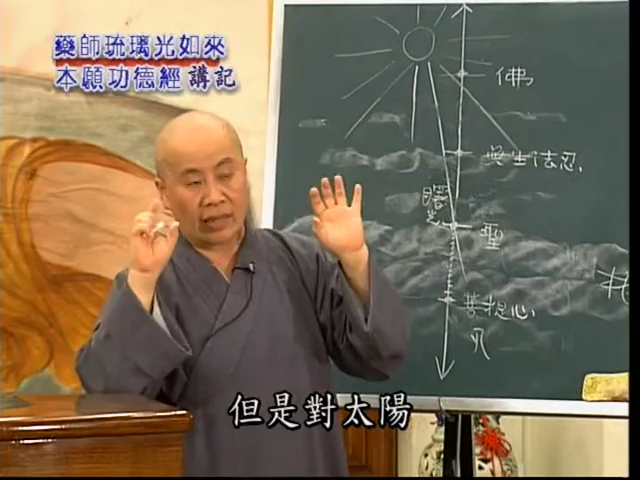 藥師琉璃光如來
本願功德經講記
佛
無生法忍
聖
菩提心
凡
但是對太陽